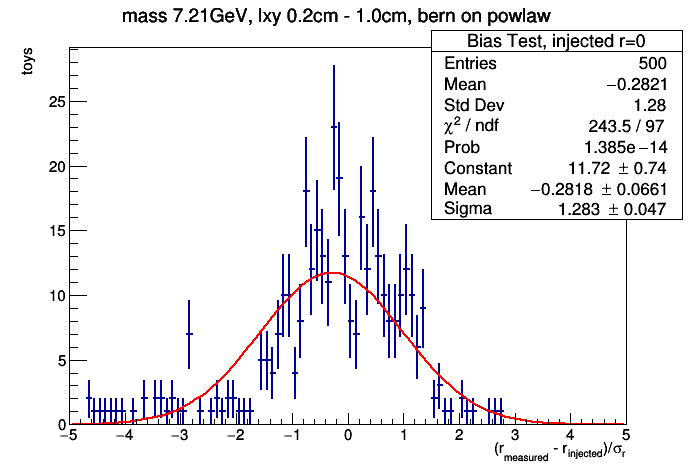 mass 7.21GeV, lxy 0.2cm - 1.0cm, bern on powlaw
Bias Test, injected r=0
Entries 500
Mean −0.2821
Std Dev 1.28
χ² / ndf 243.5 / 97
Prob 1.385e−14
Constant 11.72 ± 0.74
Mean −0.2818 ± 0.0661
Sigma 1.283 ± 0.047
toys
25
20
15
10
5
0
−5 −4 −3 −2 −1 0 1 2 3 4 5
(r_measured - r_injected)/σ_r